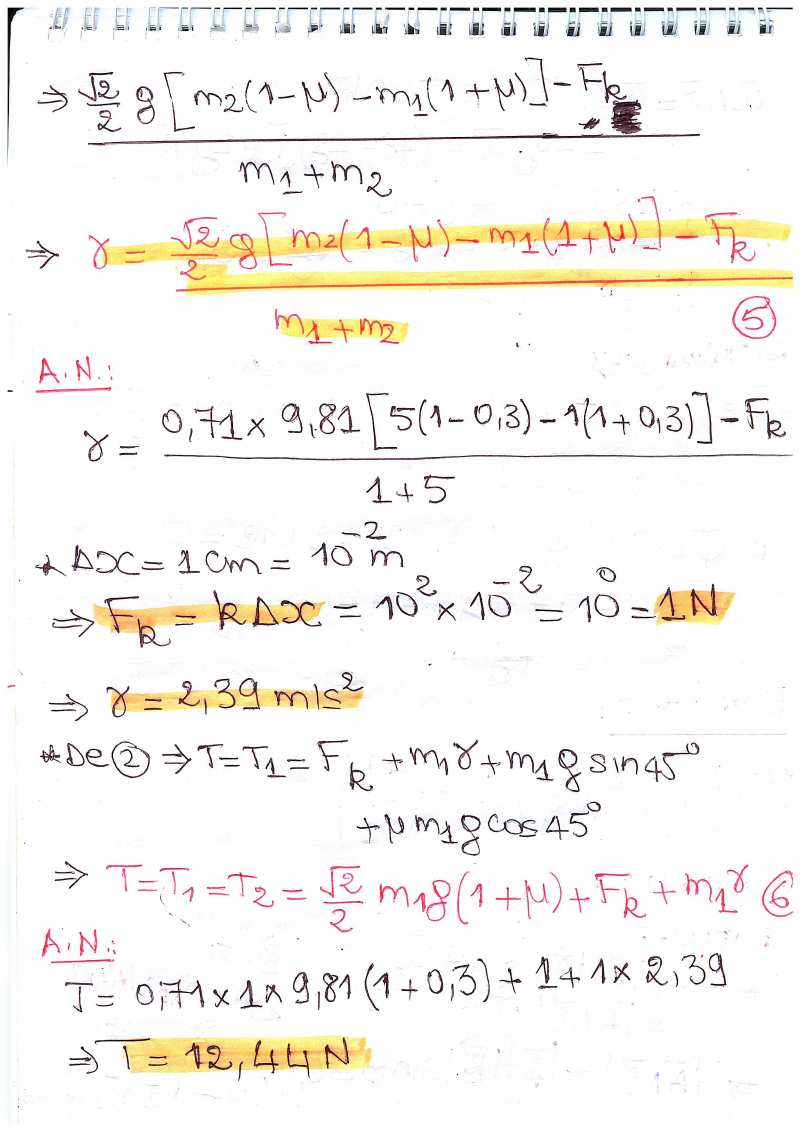 ⇒ √2/2 g[m2(1-μ) -m1(1+μ)] - Fk
m1+m2
⇒ γ = √2/2 g[m2(1-μ) - m1(1+μ)] - Fk
m1+m2 ⑤
A.N.:
γ = 0,71 × 9,81 [5(1-0,3) - 1(1+0,3)] - Fk
1+5
* Δx = 1cm = 10⁻² m
⇒ Fk = kΔx = 10² × 10⁻² = 10⁰ = 1N
⇒ γ = 2,39 m/s²
* De ② ⇒ T=T1 = Fk + m1γ + m1g sin45°
+ μm1g cos45°
⇒ T=T1=T2 = √2/2 m1g(1+μ) + Fk + m1γ ⑥
A.N.:
T= 0,71×1×9,81(1+0,3) + 1+1× 2,39
⇒ T = 12,44N